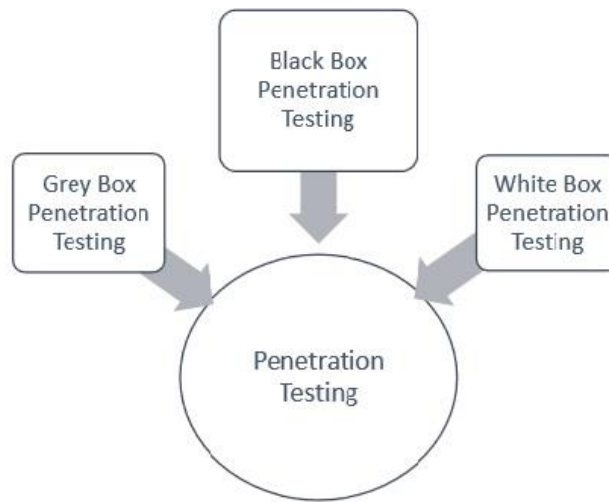 Black Box
Penetration
Testing
Grey Box
Penetration
Testing
White Box
Penetration
Testing
Penetration
Testing